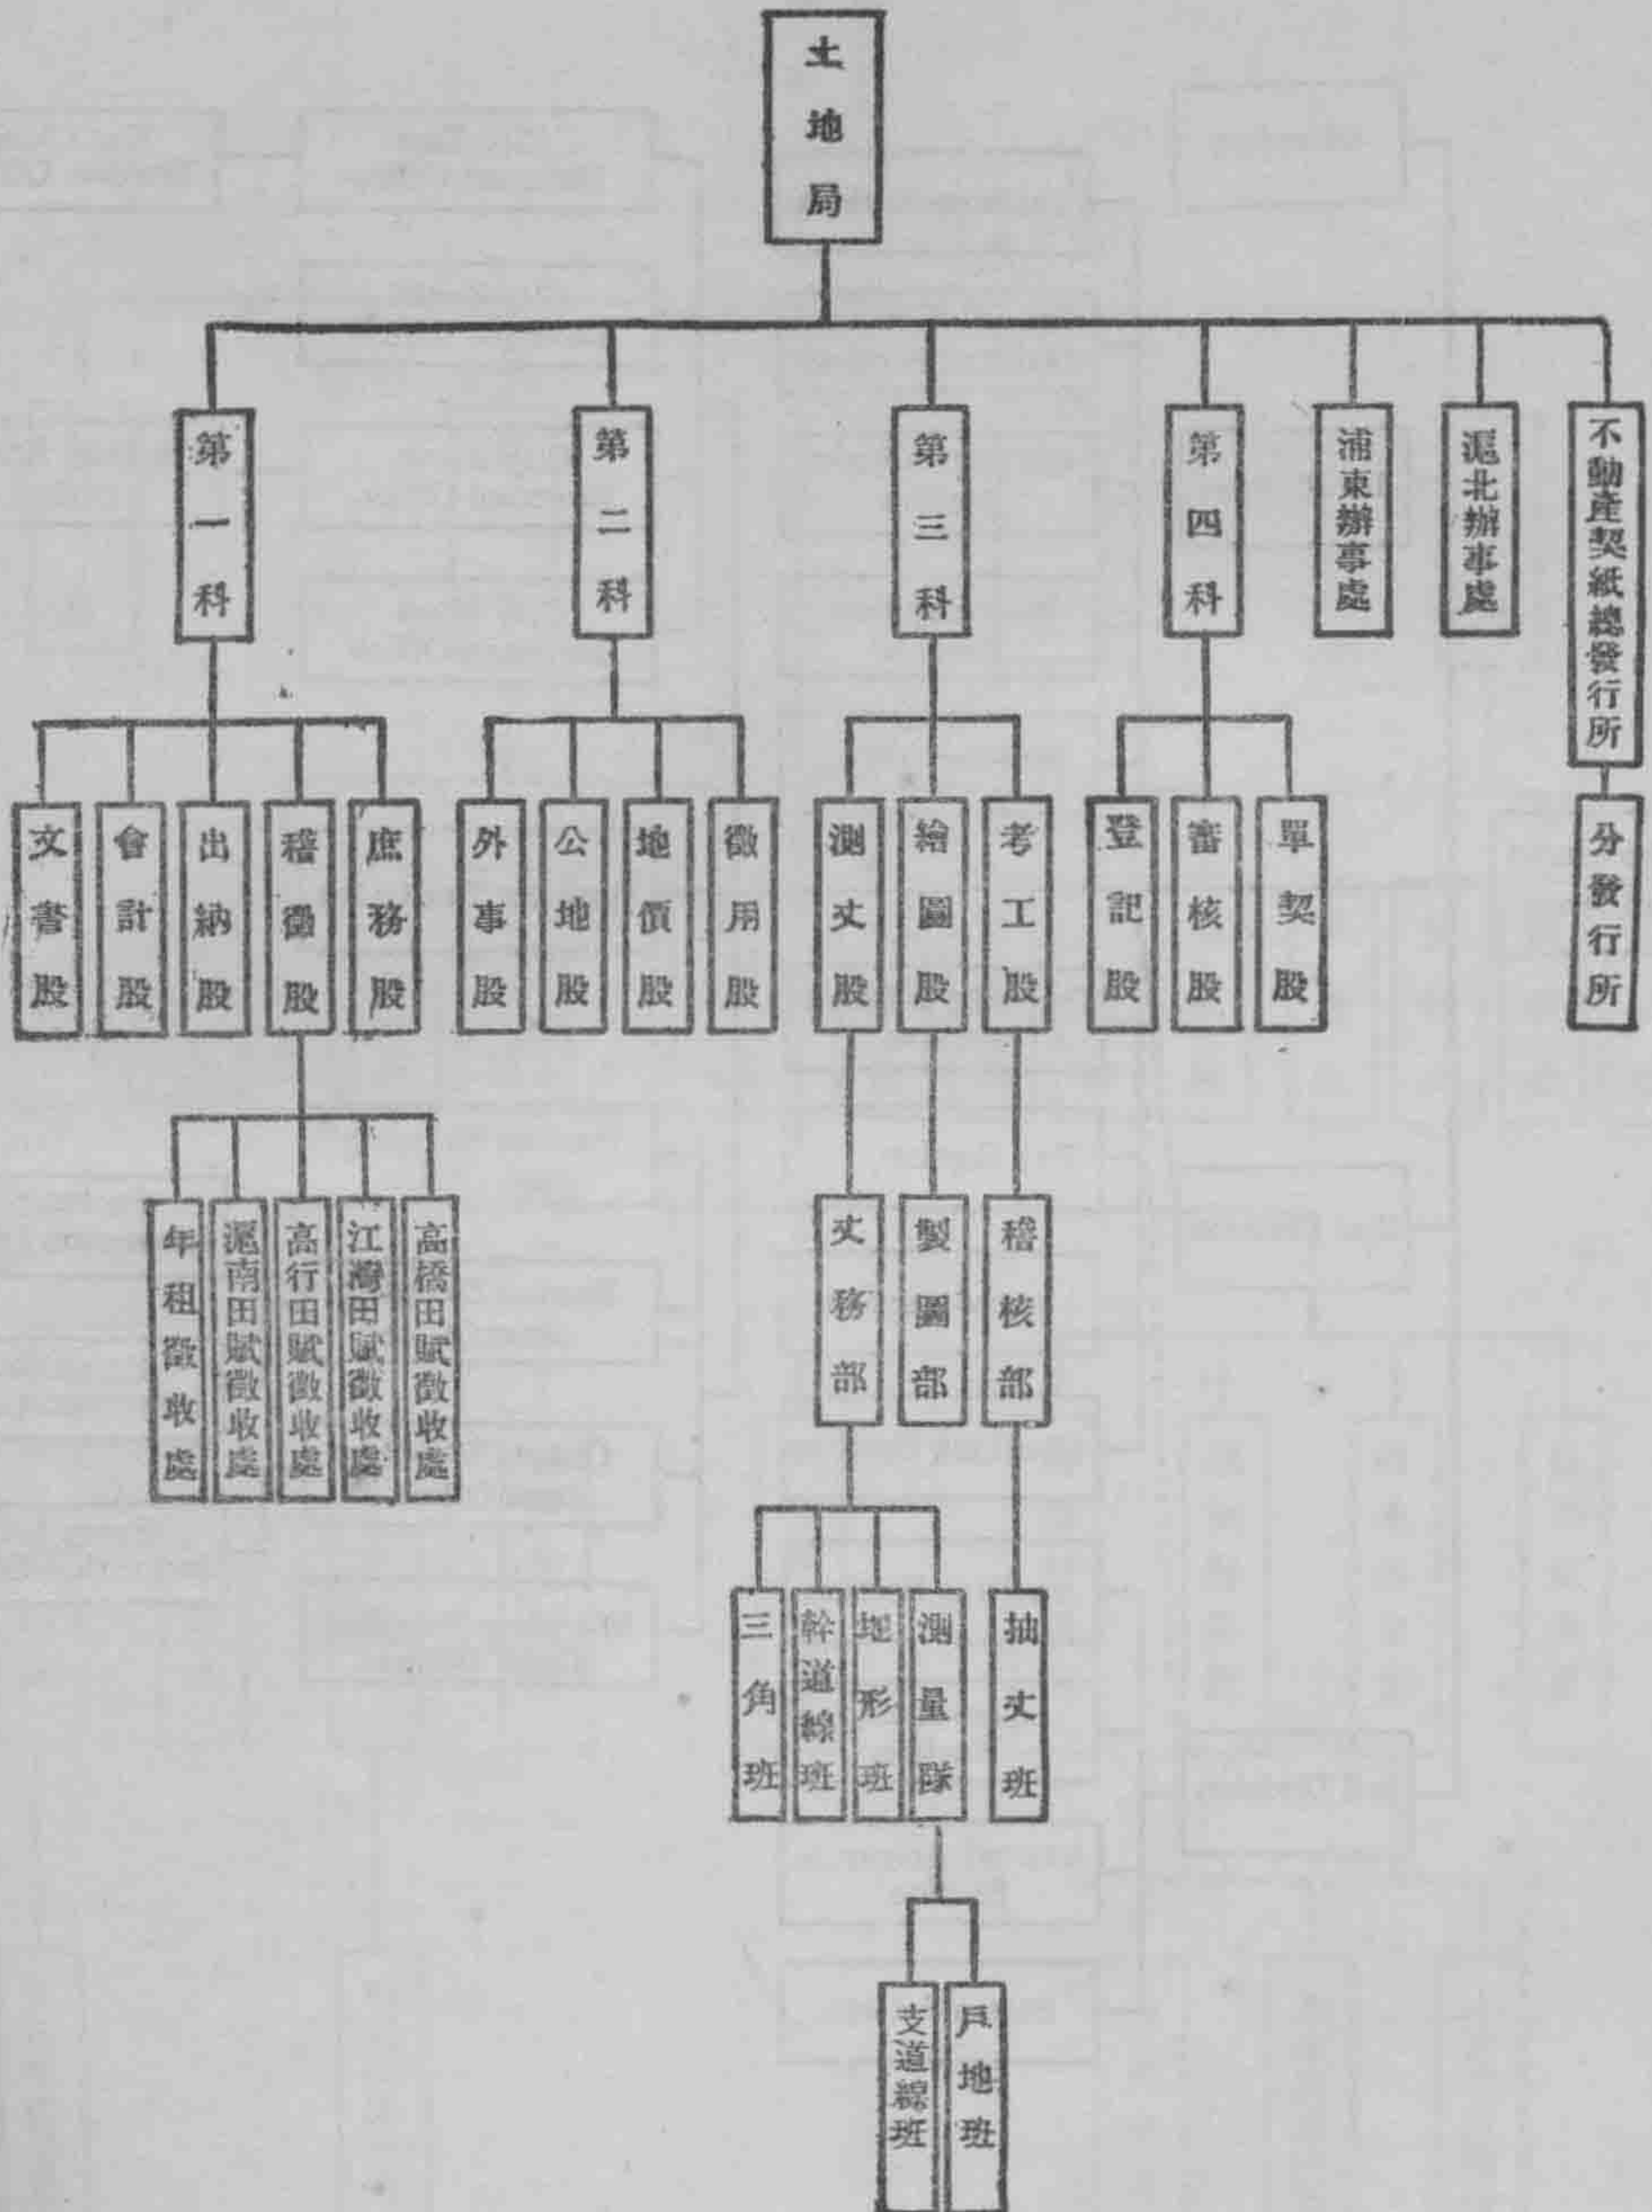 土地局
第一科
第二科
第三科
第四科
浦東辦事處
滬北辦事處
不動產契紙總發行所
文書股
會計股
出納股
稽徵股
庶務股
外事股
公地股
地價股
徵用股
測丈股
繪圖股
考工股
登記股
審核股
單契股
分發行所
年租徵收處
滬南田賦徵收處
高行田賦徵收處
江灣田賦徵收處
高橋田賦徵收處
丈務部
製圖部
稽核部
三角班
幹道線班
地形班
測量隊
抽丈班
支道線班
戶地班